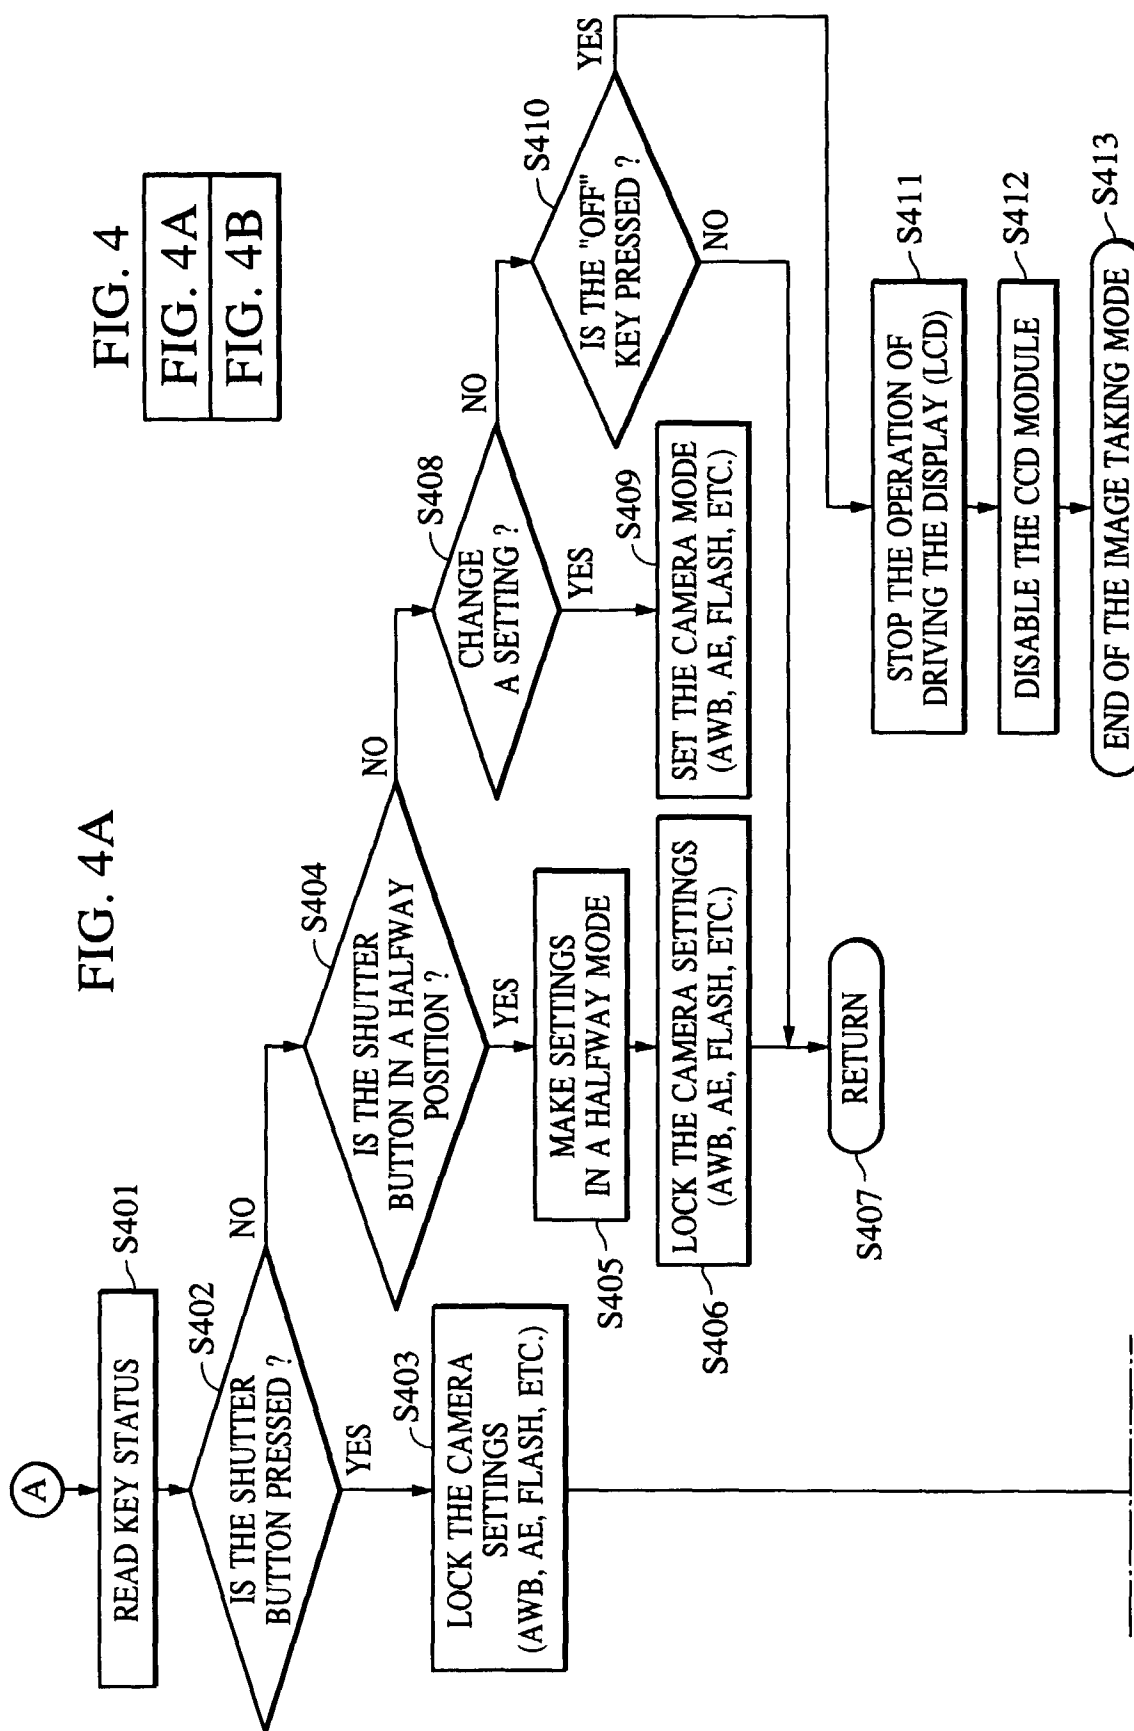 FIG. 4
FIG. 4A
FIG. 4B
FIG. 4A
A
READ KEY STATUS
S401
IS THE SHUTTER
BUTTON PRESSED ?
S402
NO
YES
LOCK THE CAMERA
SETTINGS
(AWB, AE, FLASH, ETC.)
S403
IS THE SHUTTER
BUTTON IN A HALFWAY
POSITION ?
S404
NO
YES
MAKE SETTINGS
IN A HALFWAY MODE
S405
LOCK THE CAMERA SETTINGS
(AWB, AE, FLASH, ETC.)
S406
RETURN
S407
CHANGE
A SETTING ?
S408
NO
YES
SET THE CAMERA MODE
(AWB, AE, FLASH, ETC.)
S409
IS THE "OFF"
KEY PRESSED ?
S410
YES
NO
STOP THE OPERATION OF
DRIVING THE DISPLAY (LCD)
S411
DISABLE THE CCD MODULE
S412
END OF THE IMAGE TAKING MODE
S413